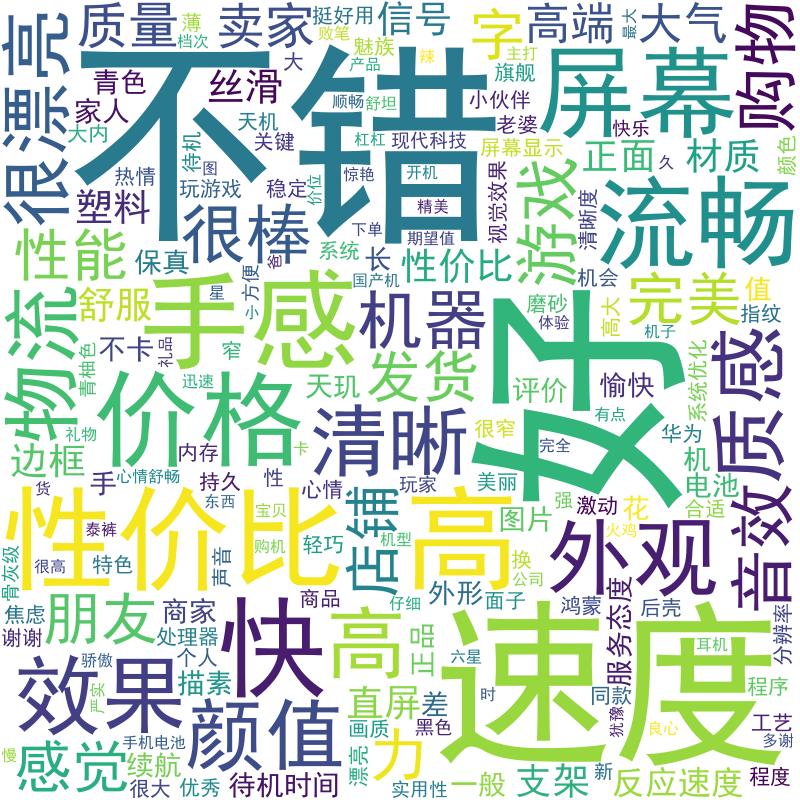 不错
好
速度
性价比
高
快
手感
价格
屏幕
流畅
外观
效果
颜值
物流
很漂亮
质感
音效
清晰
机器
游戏
购物
质量
卖家
信号
字
高端
大气
很棒
性能
完美
发货
店铺
高
朋友
感觉
力
丝滑
正面
材质
塑料
舒服
保真
性价比
长
边框
不卡
天玑
评价
愉快
机
电池
图片
花
值
家人
青色
薄
档次
大
挺好用
败笔
魅族
产品
辣
主打
旗舰
最大
大内
天机
关键
顺畅
舒坦
小伙伴
老婆
杠杠
现代科技
屏幕显示
快乐
久
颜色
待机
热情
图
玩游戏
稳定
价位
惊艳
开机
精美
视觉效果
清晰度
下单
期望值
系统
爸
国产机
机会
星
小
方便
礼品
窄
磨砂
体验
高大
指纹
机子
青柚色
迅速
系统优化
有点
礼物
卡
很窄
完全
华为
内存
手
心情舒畅
持久
性
心情
玩家
美丽
强
激动
合适
货
东西
宝贝
泰裤
火鸡
骨灰级
很高
特色
声音
购机
轻巧
机型
换
公司
焦虑
商家
商品
仔细
外形
面子
鸿蒙
服务态度
后壳
分辨率
谢谢
处理器
正品
耳机
骄傲
个人
六星
严实
描素
直屏
差
同款
程序
犹豫
良心
画质
黑色
工艺
多谢
慢
手机电池
续航
漂亮
很大
优秀
待机时间
实用性
一般
支架
新
反应速度
程度